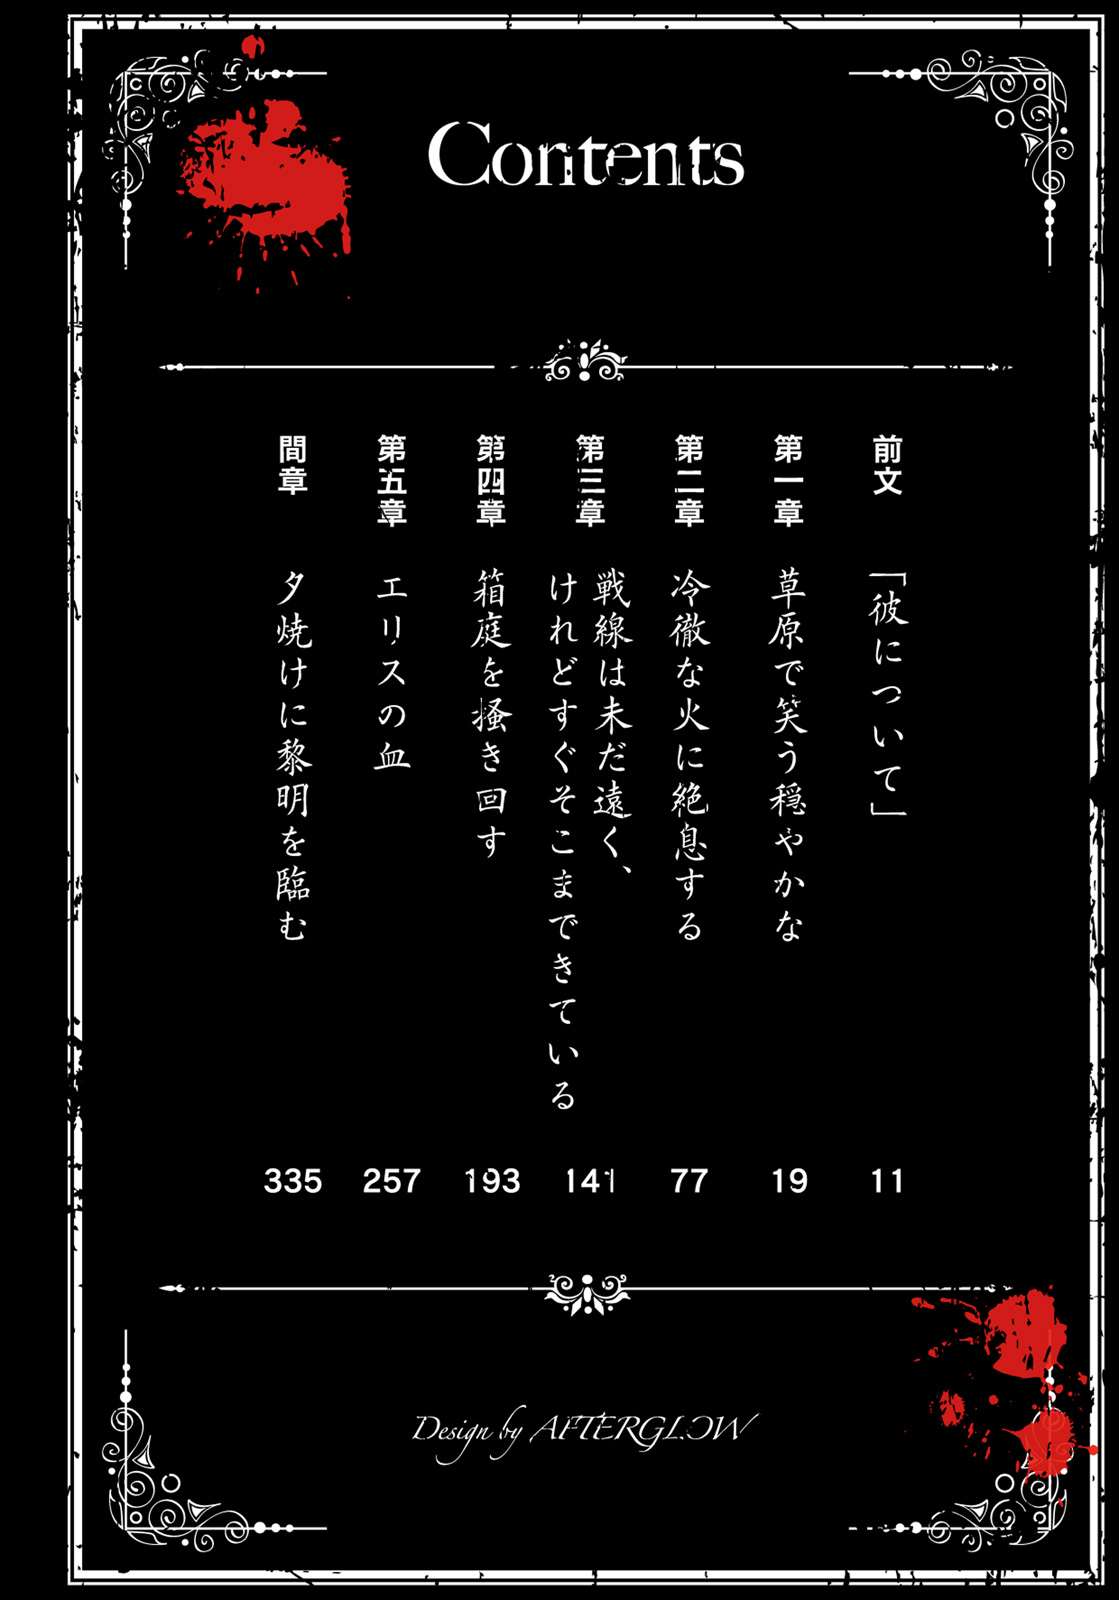 Contents
前文 「彼について」 11
第一章 草原で笑う穏やかな 19
第二章 冷徹な火に絶息する 77
第三章 戦線は未だ遠く、
けれどすぐそこまできている 141
第四章 箱庭を掻き回す 193
第五章 エリスの血 257
間章 夕焼けに黎明を臨む 335
Design by AFTERGLOW